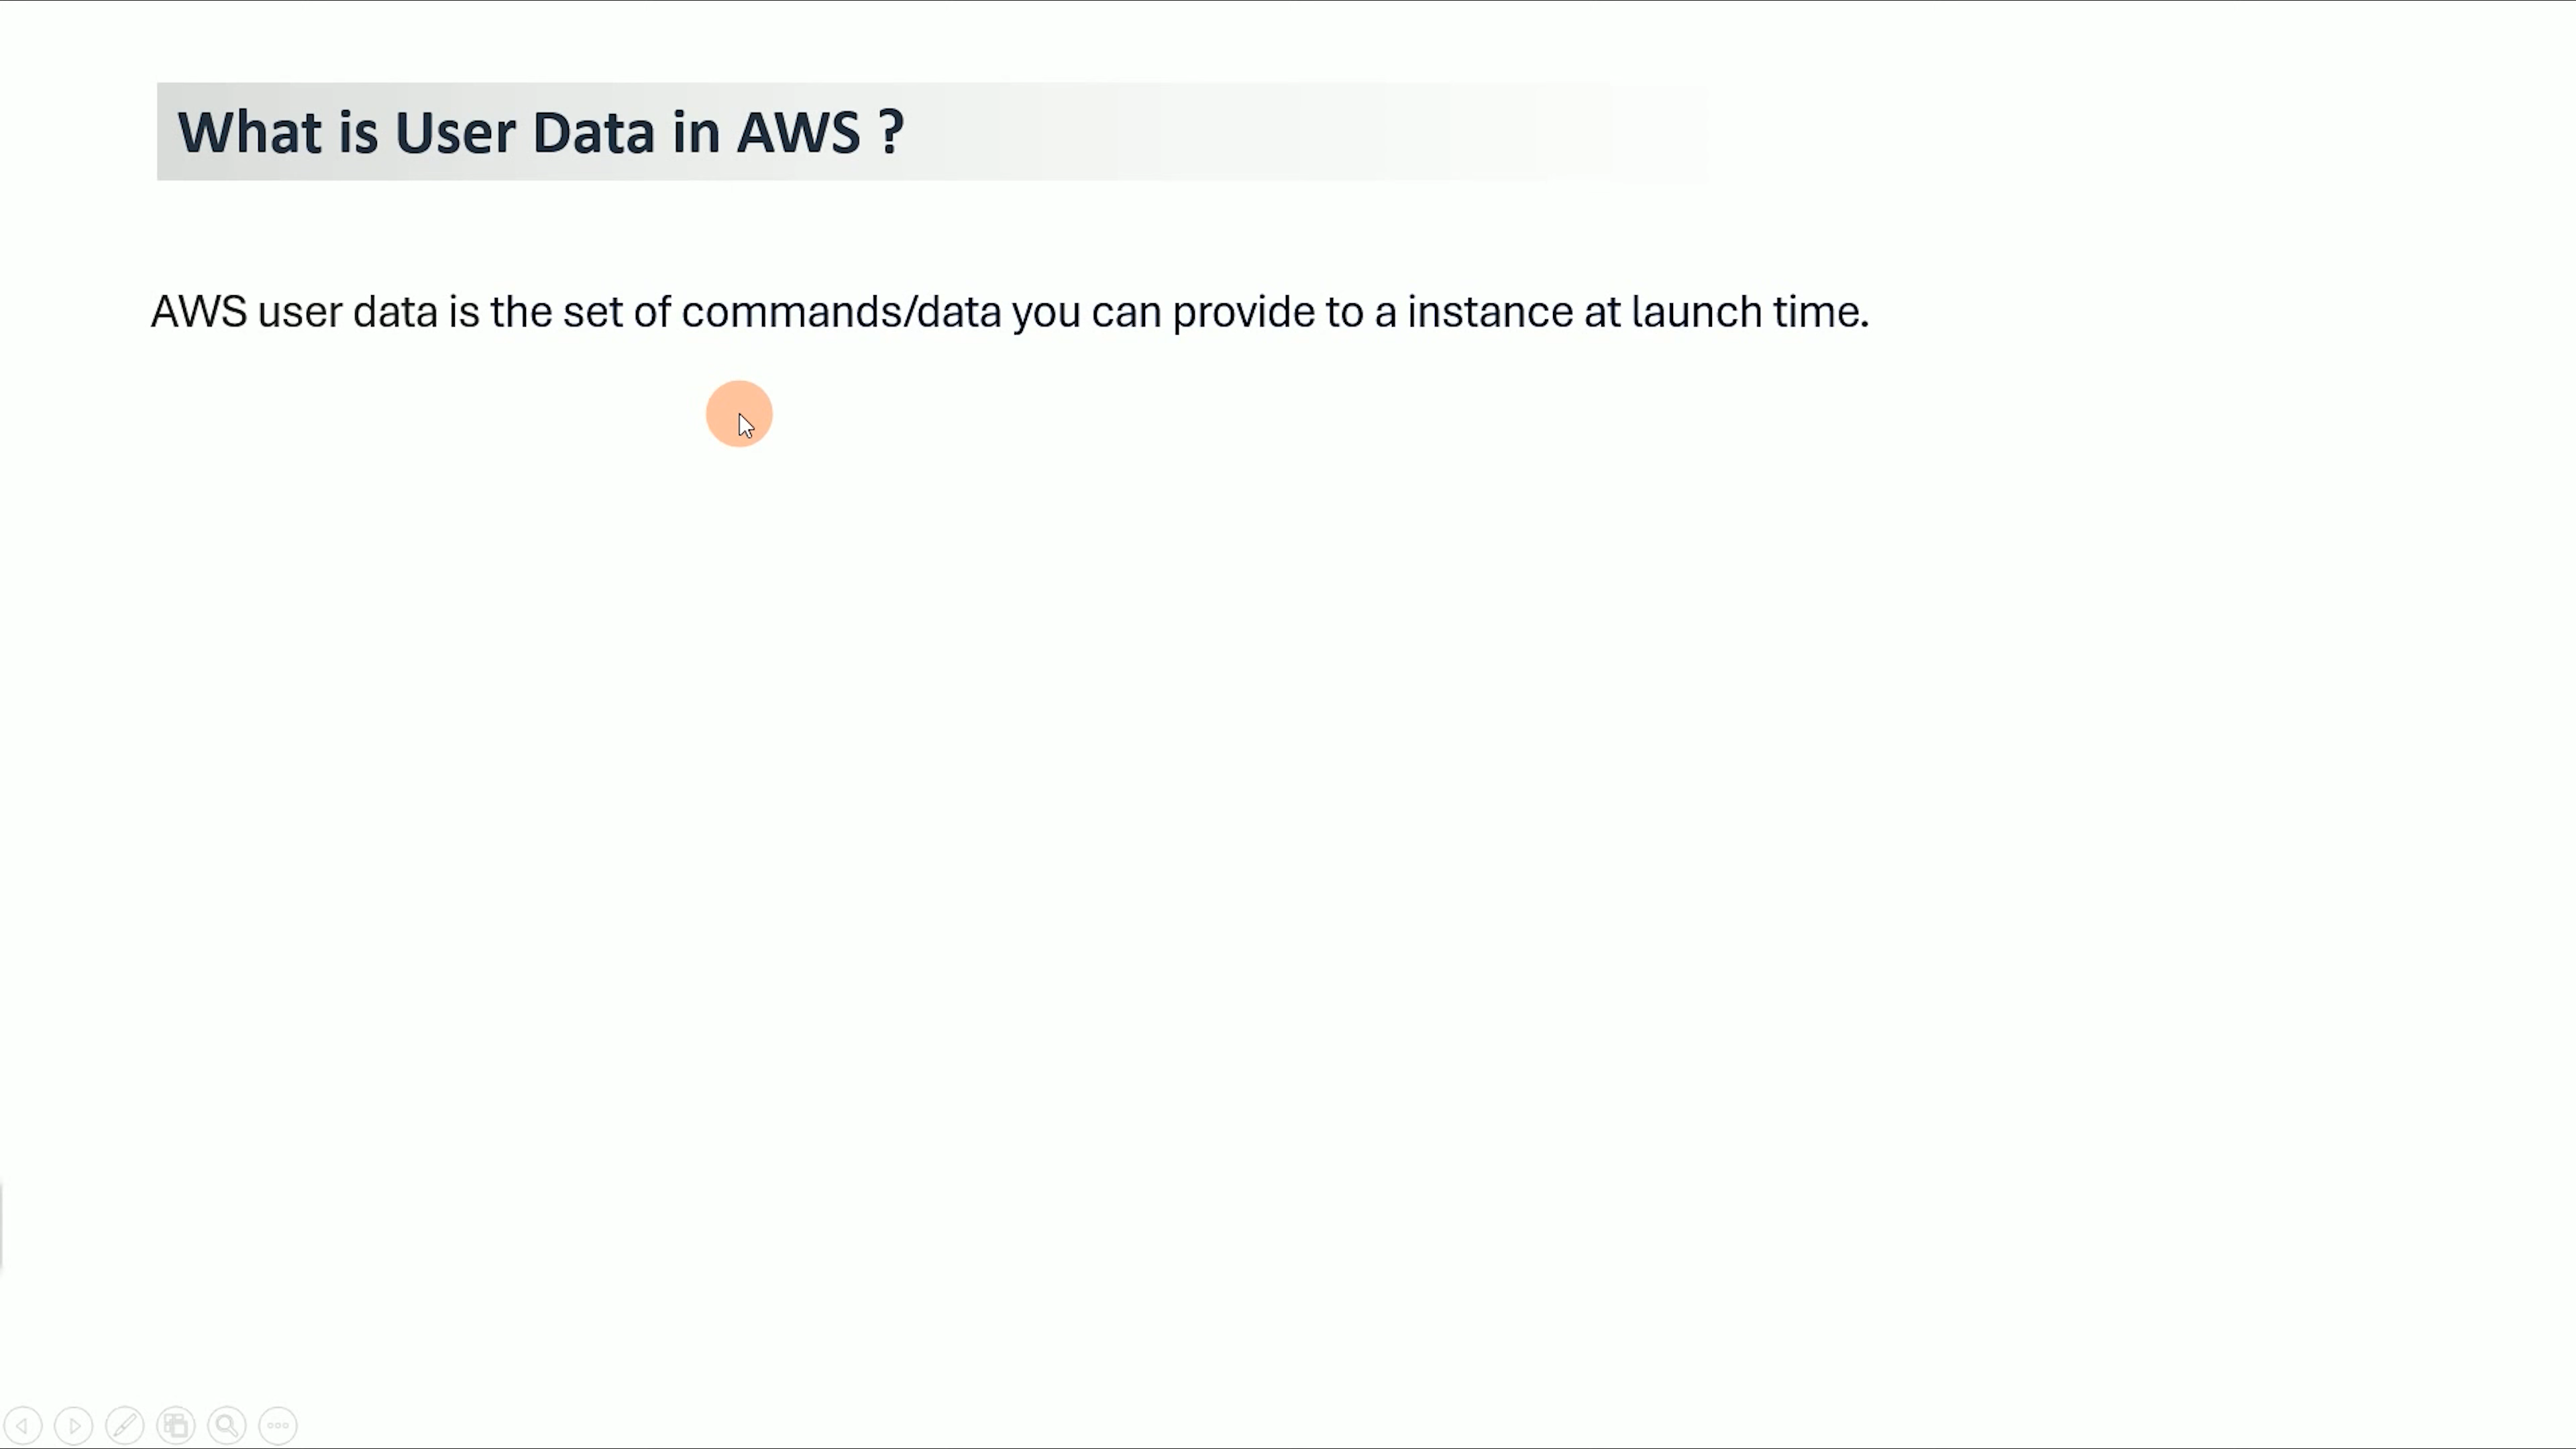 What is User Data in AWS ?
AWS user data is the set of commands/data you can provide to a instance at launch time.